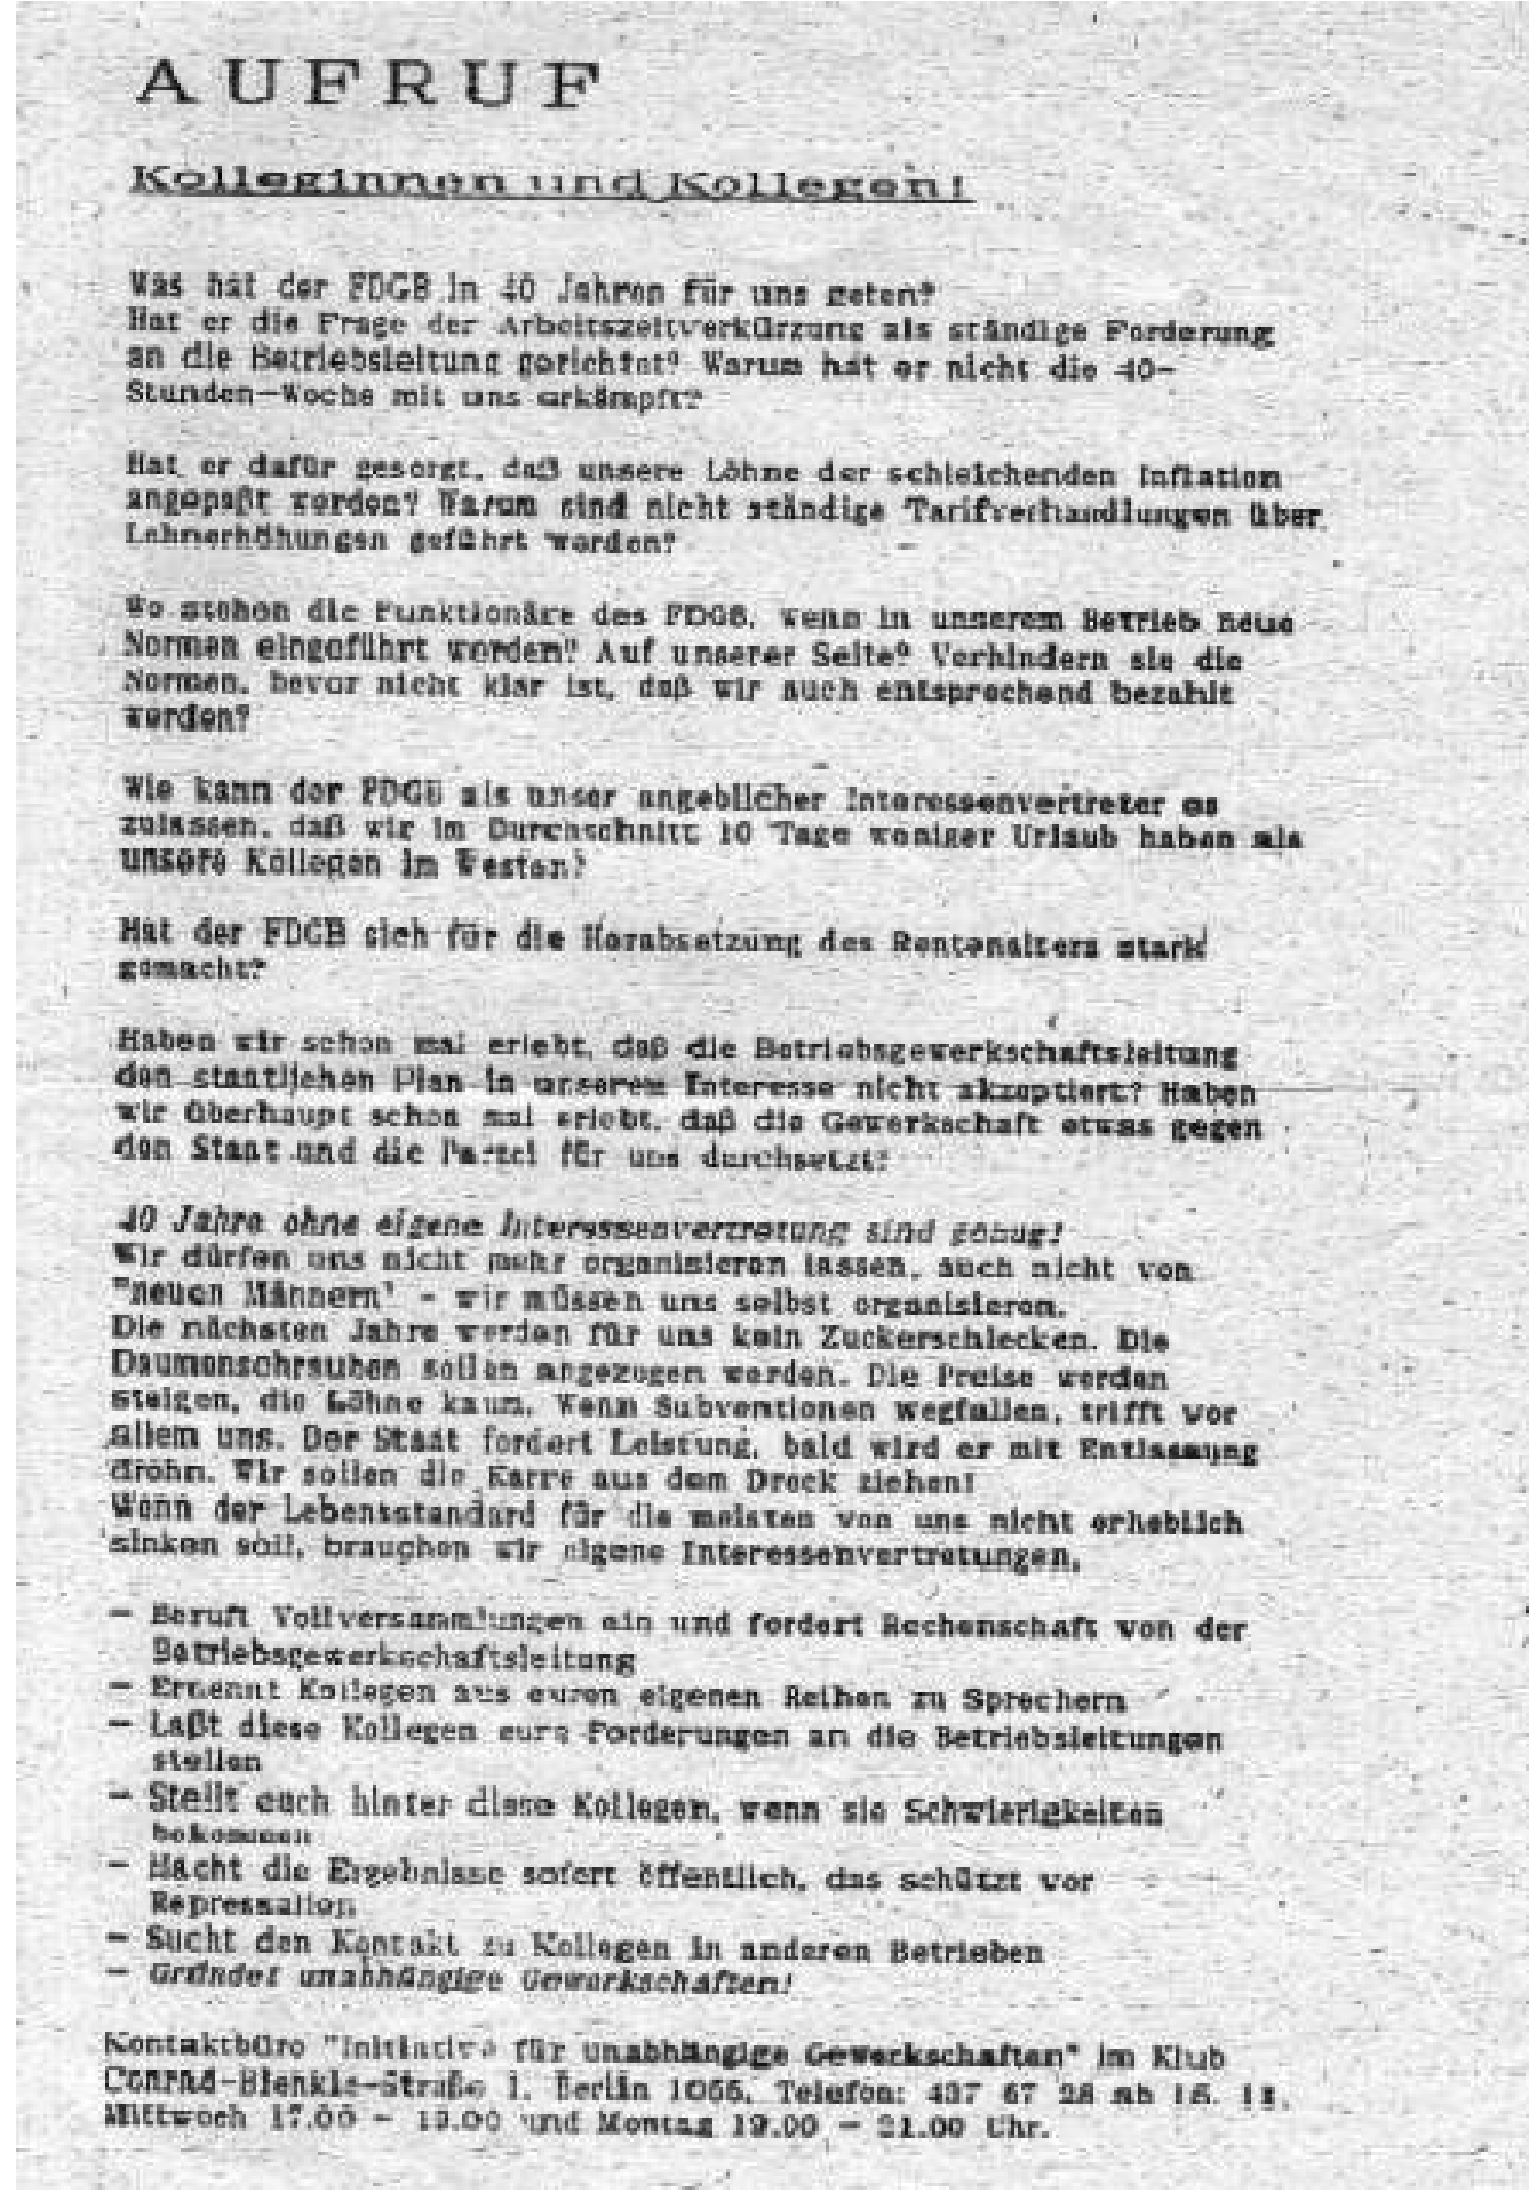 AUFRUF
Kolleginnen und Kollegen!
Was hat der FDGB in 40 Jahren für uns getan?
Hat er die Frage der Arbeitszeitverkürzung als ständige Forderung
an die Betriebsleitung gerichtet? Warum hat er nicht die 40-
Stunden-Woche mit uns erkämpft?
Hat er dafür gesorgt, daß unsere Löhne der schleichenden Inflation
angepaßt werden? Warum sind nicht ständige Tarifverhandlungen über
Lohnerhöhungen geführt worden?
Wo stehen die Funktionäre des FDGB, wenn in unserem Betrieb neue
Normen eingeführt werden? Auf unserer Seite? Verhindern sie die
Normen, bevor nicht klar ist, daß wir auch entsprechend bezahlt
werden?
Wie kann der FDGB als unser angeblicher Interessenvertreter es
zulassen, daß wir im Durchschnitt 10 Tage weniger Urlaub haben als
unsere Kollegen im Westen?
Hat der FDGB sich für die Herabsetzung des Rentenalters stark
gemacht?
Haben wir schon mal erlebt, daß die Betriebsgewerkschaftsleitung
den staatlichen Plan in unserem Interesse nicht akzeptiert? Haben
wir überhaupt schon mal erlebt, daß die Gewerkschaft etwas gegen
den Staat und die Partei für uns durchsetzt?
40 Jahre ohne eigene Interessenvertretung sind genug!
Wir dürfen uns nicht mehr organisieren lassen, auch nicht von
"neuen Männern" - wir müssen uns selbst organisieren.
Die nächsten Jahre werden für uns kein Zuckerschlecken. Die
Daumenschrauben sollen angezogen werden. Die Preise werden
steigen, die Löhne kaum. Wenn Subventionen wegfallen, trifft vor
allem uns. Der Staat fordert Leistung, bald wird er mit Entlassung
drohn. Wir sollen die Karre aus dem Dreck ziehen!
Wenn der Lebensstandard für die meisten von uns nicht erheblich
sinken soll, brauchen wir eigene Interessenvertretungen.
- Beruft Vollversammlungen ein und fordert Rechenschaft von der
Betriebsgewerkschaftsleitung
- Ernennt Kollegen aus euren eigenen Reihen zu Sprechern
- Laßt diese Kollegen eure Forderungen an die Betriebsleitungen
stellen
- Stellt euch hinter diese Kollegen, wenn sie Schwierigkeiten
bekommen
- Macht die Ergebnisse sofort öffentlich, das schützt vor
Repressalien
- Sucht den Kontakt zu Kollegen in anderen Betrieben
- Gründet unabhängige Gewerkschaften!
Kontaktbüro "Initiative für unabhängige Gewerkschaften" im Klub
Conrad-Blenkle-Straße 1, Berlin 1055, Telefon: 437 67 28 ab
Mittwoch 17.00 - 19.00 und Montag 19.00 - 21.00 Uhr.